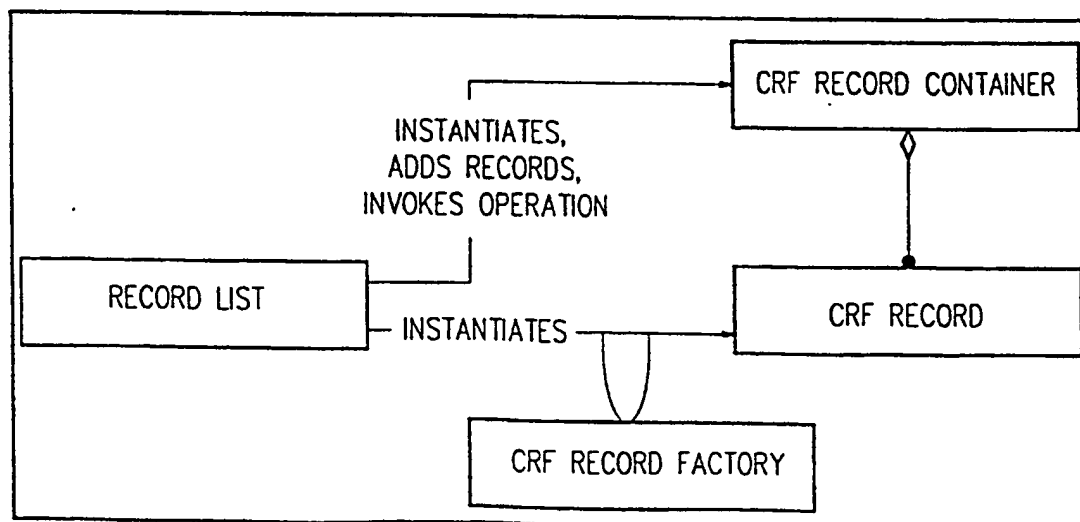 CRF RECORD CONTAINER
INSTANTIATES,
ADDS RECORDS,
INVOKES OPERATION
RECORD LIST
INSTANTIATES
CRF RECORD
CRF RECORD FACTORY